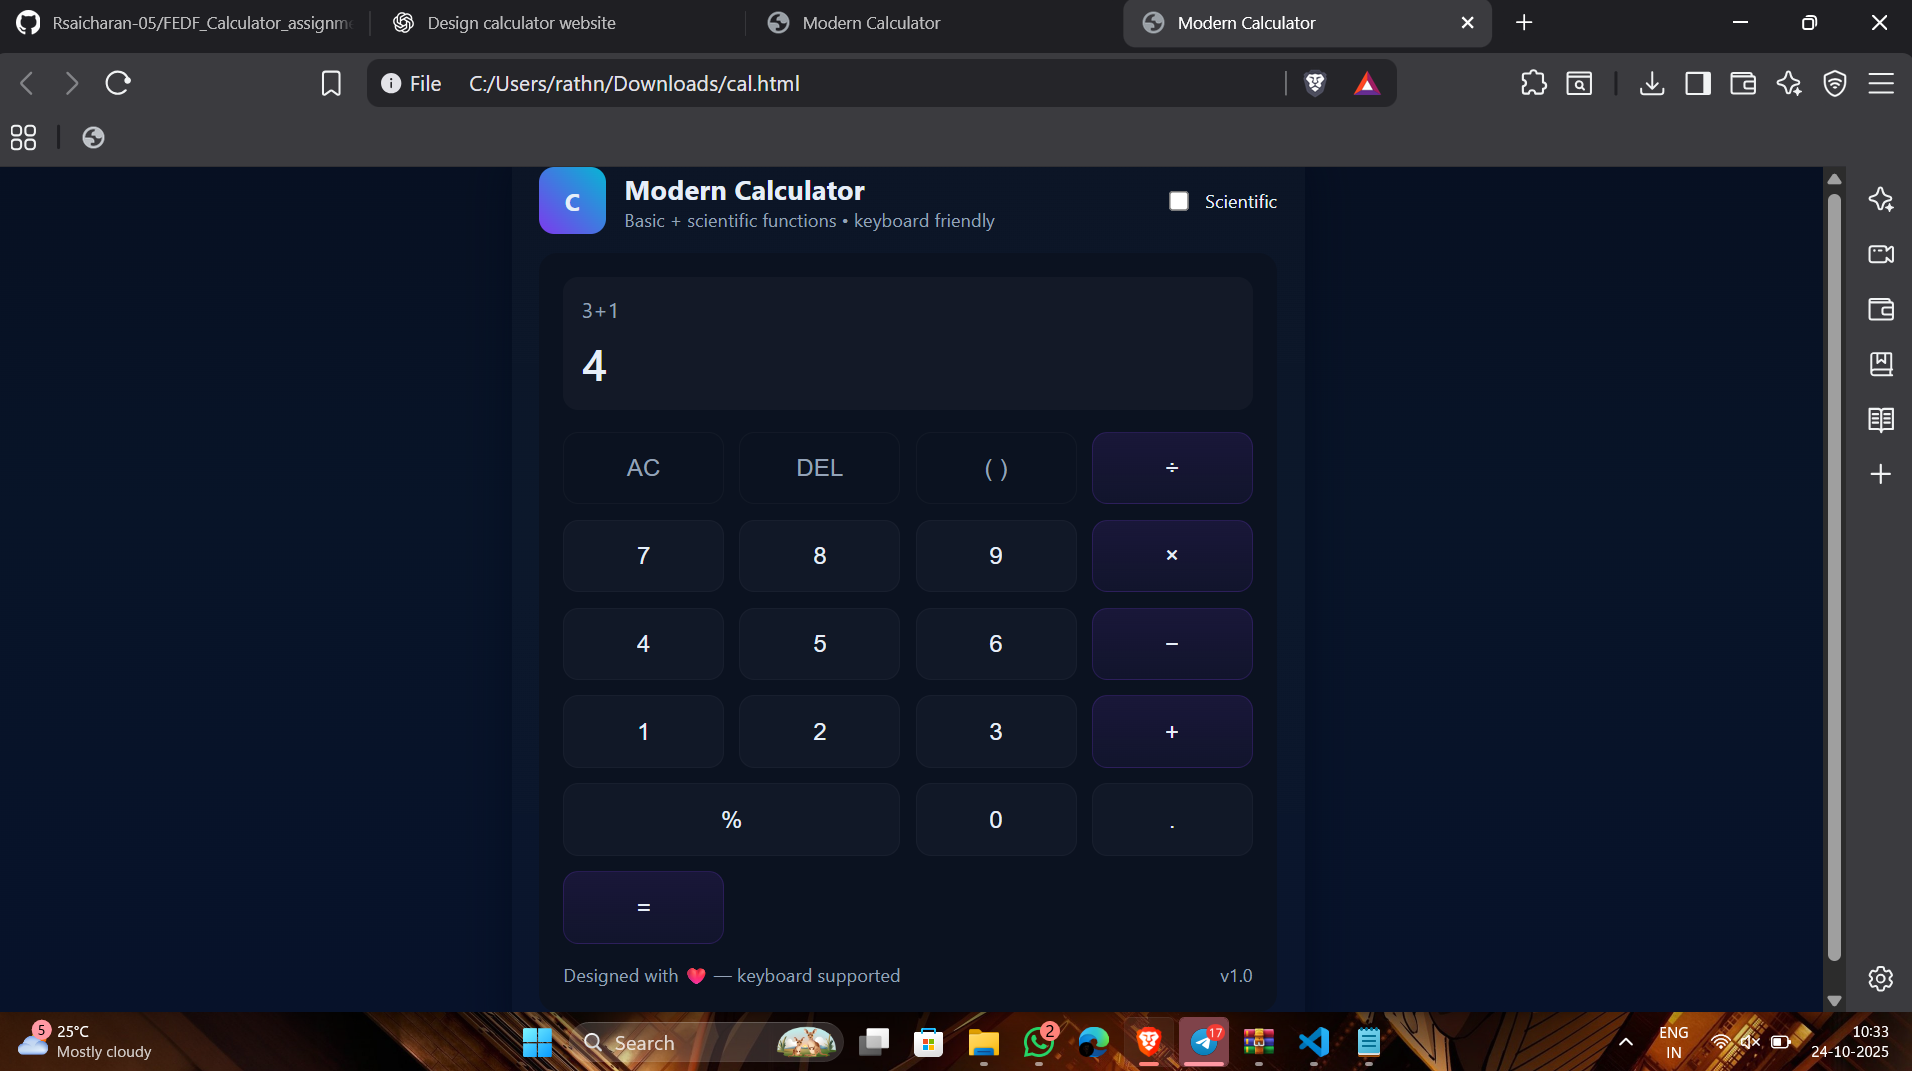 Rsaicharan-05/FEDF_Calculator_assignme
Design calculator website
Modern Calculator
Modern Calculator
File C:/Users/rathn/Downloads/cal.html
C
Modern Calculator
Basic + scientific functions • keyboard friendly
Scientific
3+1
4
AC DEL ( ) ÷
7 8 9 ×
4 5 6 −
1 2 3 +
% 0 .
=
Designed with ❤️ — keyboard supported
v1.0
5
25°C
Mostly cloudy
Search
2
17
ENG
IN
10:33
24-10-2025